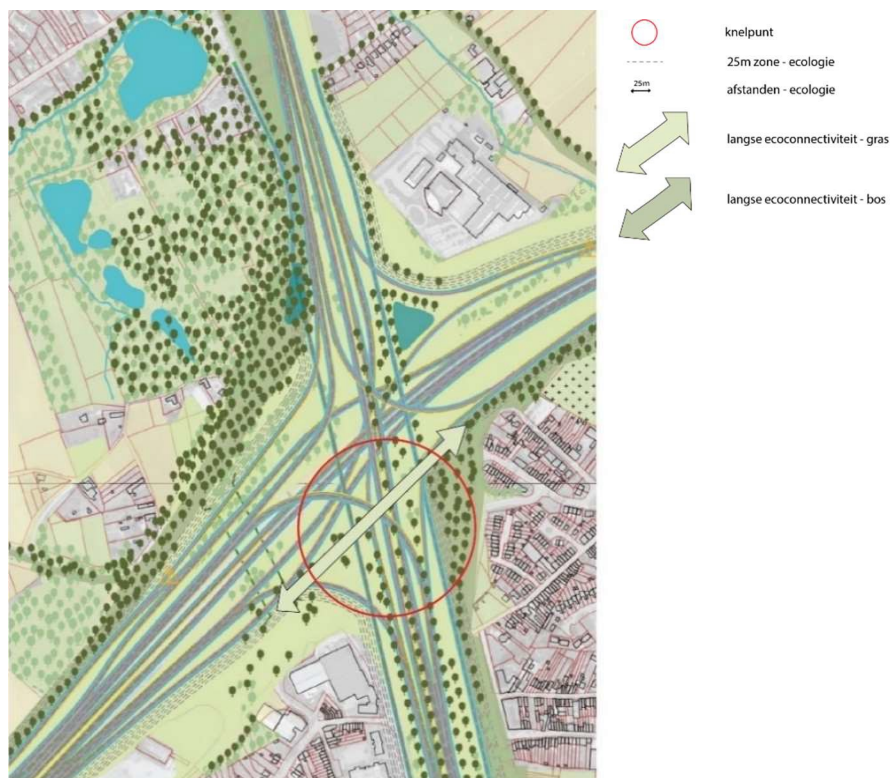 knelpunt
25m zone - ecologie
25m
afstanden - ecologie
langse ecoconnectiviteit - gras
langse ecoconnectiviteit - bos